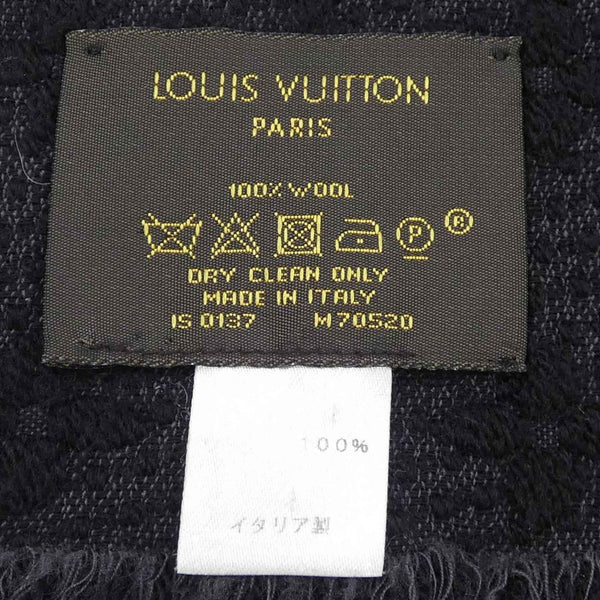 LOUIS VUITTON
PARIS
100% WOOL
P ®
DRY CLEAN ONLY
MADE IN ITALY
IS 0137 M70520
100%
イタリア製